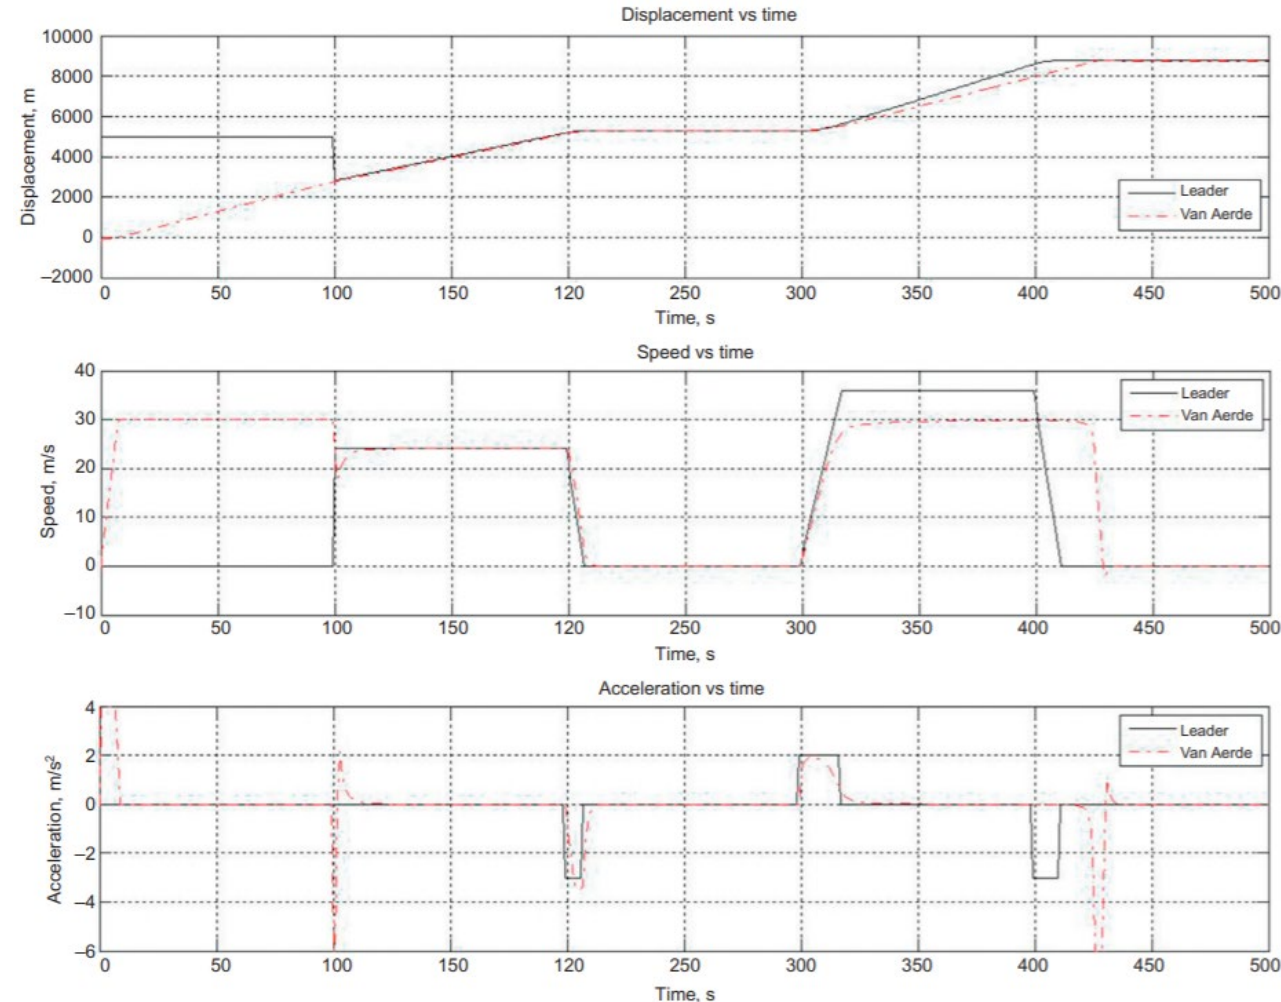 Displacement vs time
10000
8000
6000
4000
2000
0
–2000
Displacement, m
Leader
Van Aerde
0 50 100 150 120 250 300 350 400 450 500
Time, s
Speed vs time
40
30
20
10
0
–10
Speed, m/s
Leader
Van Aerde
0 50 100 150 120 250 300 350 400 450 500
Time, s
Acceleration vs time
4
2
0
–2
–4
–6
Acceleration, m/s²
Leader
Van Aerde
0 50 100 150 120 250 300 350 400 450 500
Time, s